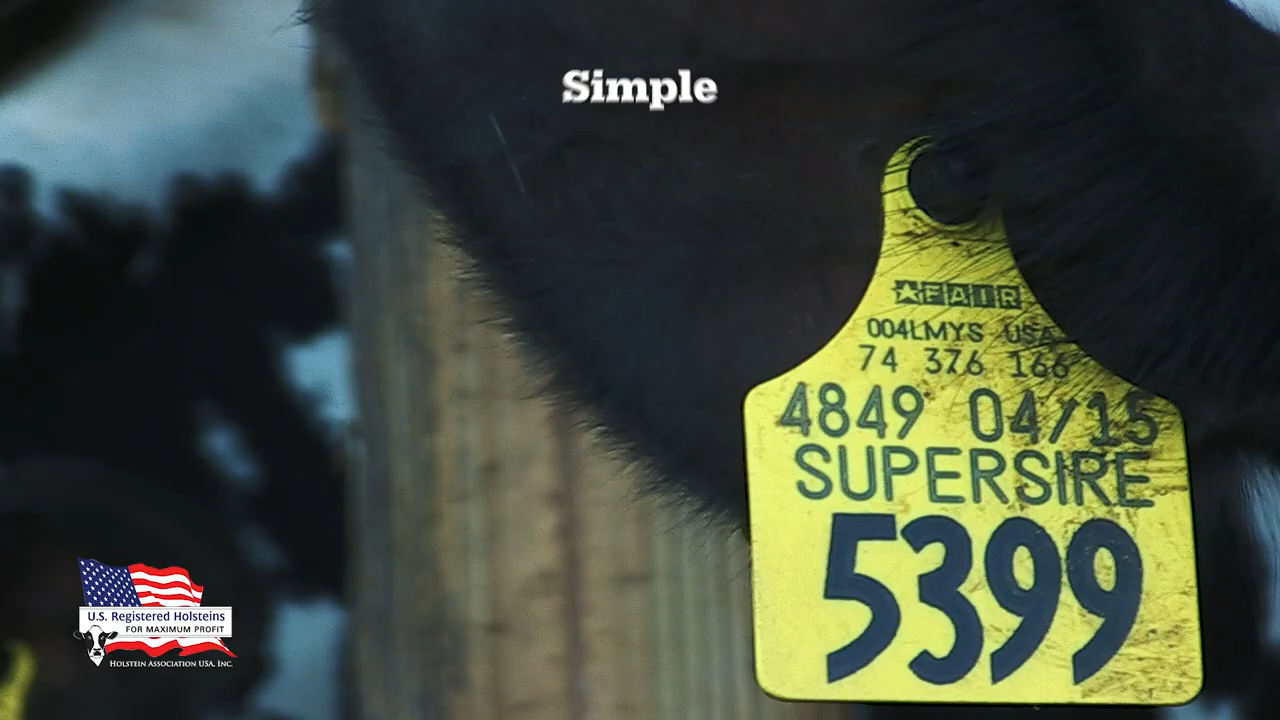 Simple
FAIR
004LMYS USA
74 376 166
4849 04/15
SUPERSIRE
5399
U.S. Registered Holsteins
FOR MAXIMUM PROFIT
HOLSTEIN ASSOCIATION USA, INC.